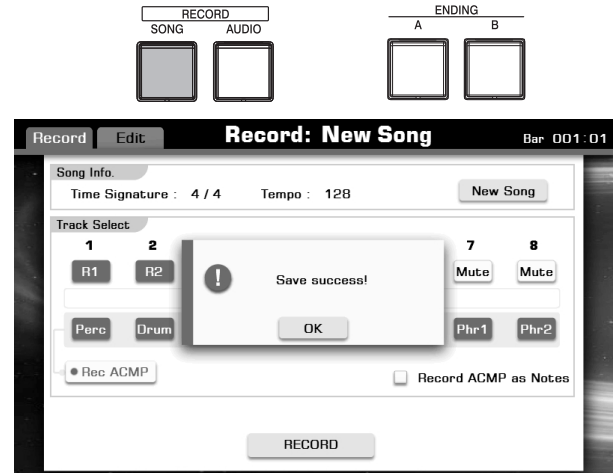 RECORD
SONG AUDIO
ENDING
A B
Record Edit Record: New Song Bar 001:01
Song Info.
Time Signature : 4 / 4 Tempo : 128 New Song
Track Select
1 2 7 8
R1 R2 Mute Mute
Save success!
Perc Drum OK Phr1 Phr2
Rec ACMP Record ACMP as Notes
RECORD